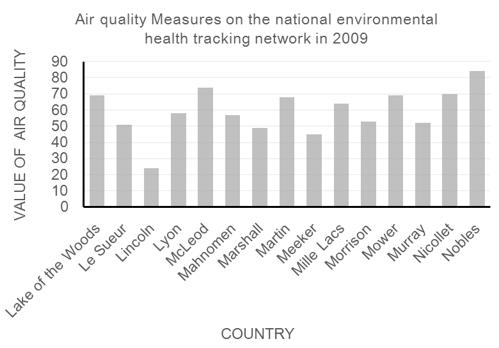 Air quality Measures on the national environmental
health tracking network in 2009
VALUE OF AIR QUALITY
90
80
70
60
50
40
30
20
10
0
Lake of the Woods
Le Sueur
Lincoln
Lyon
McLeod
Mahnomen
Marshall
Martin
Meeker
Mille Lacs
Morrison
Mower
Murray
Nicollet
Nobles
COUNTRY